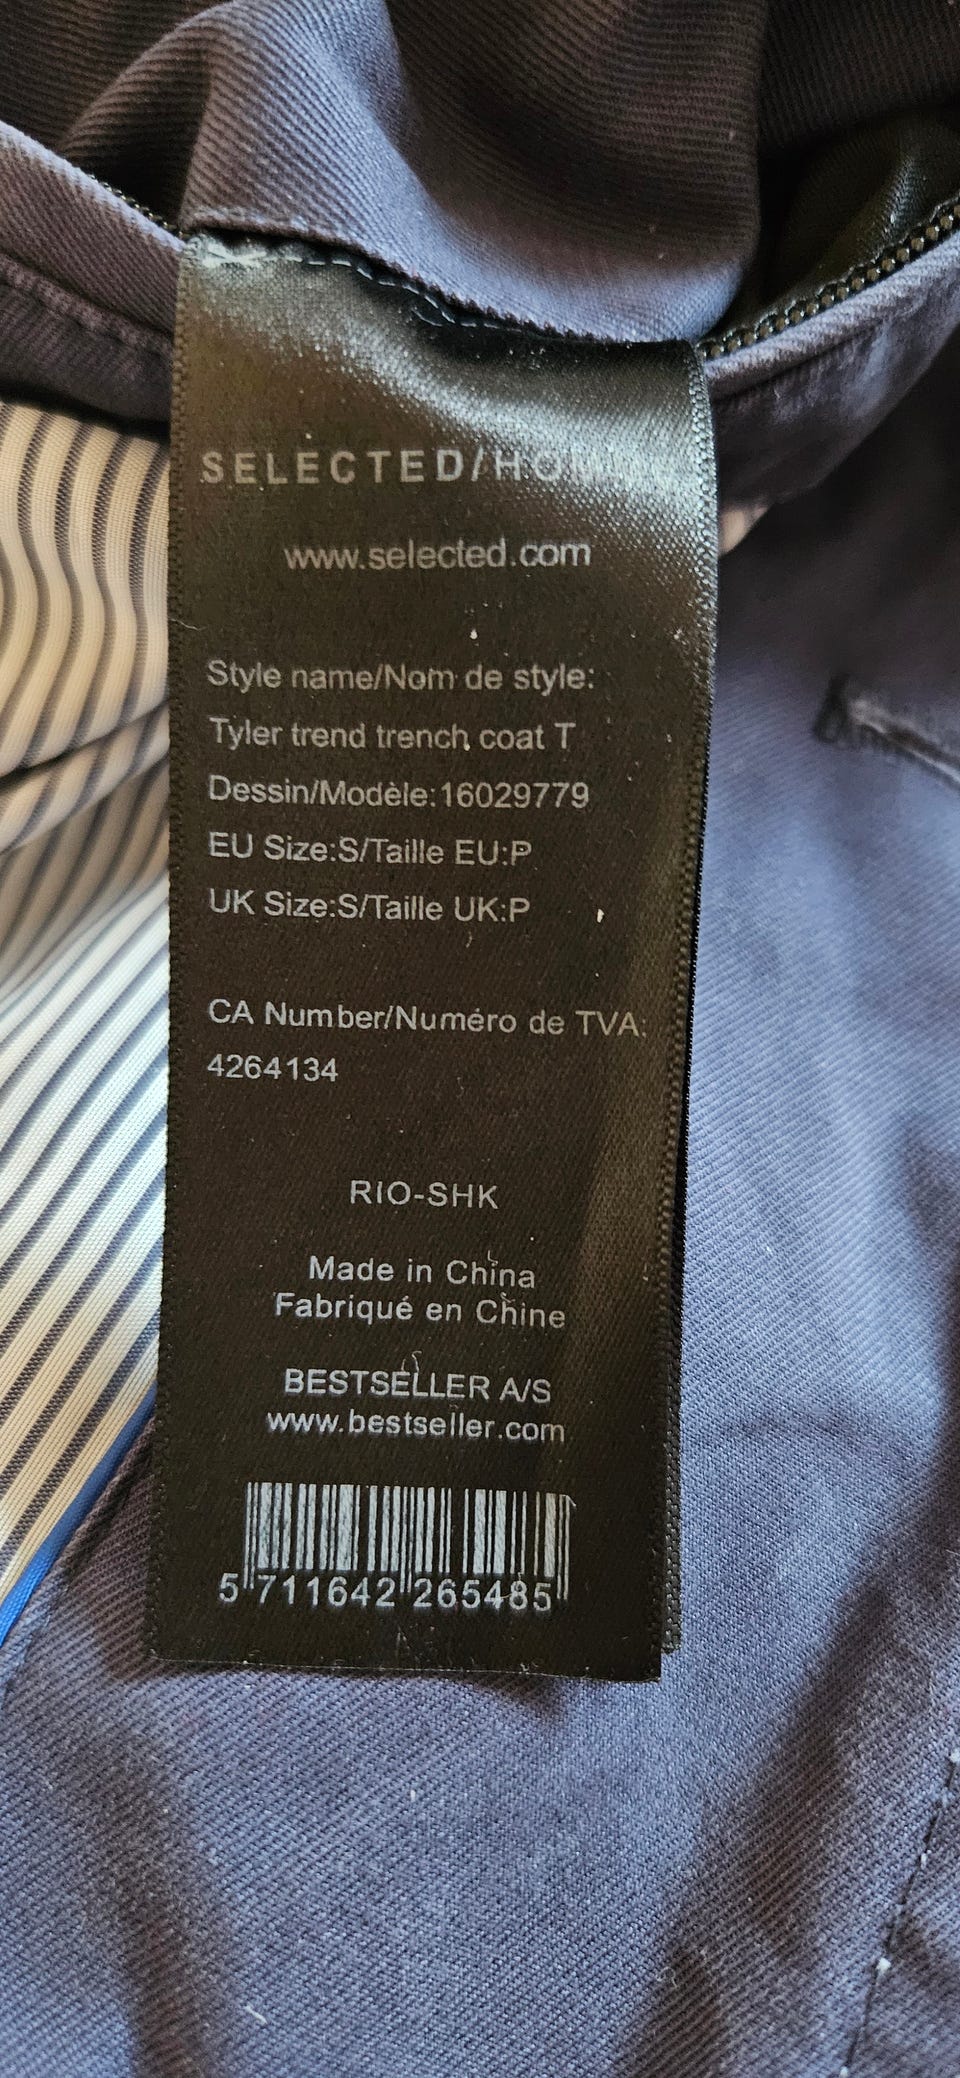 SELECTED/HOMME
www.selected.com
Style name/Nom de style:
Tyler trend trench coat T
Dessin/Modèle:16029779
EU Size:S/Taille EU:P
UK Size:S/Taille UK:P
CA Number/Numéro de TVA:
4264134
RIO-SHK
Made in China
Fabriqué en Chine
BESTSELLER A/S
www.bestseller.com
5 711642 265485